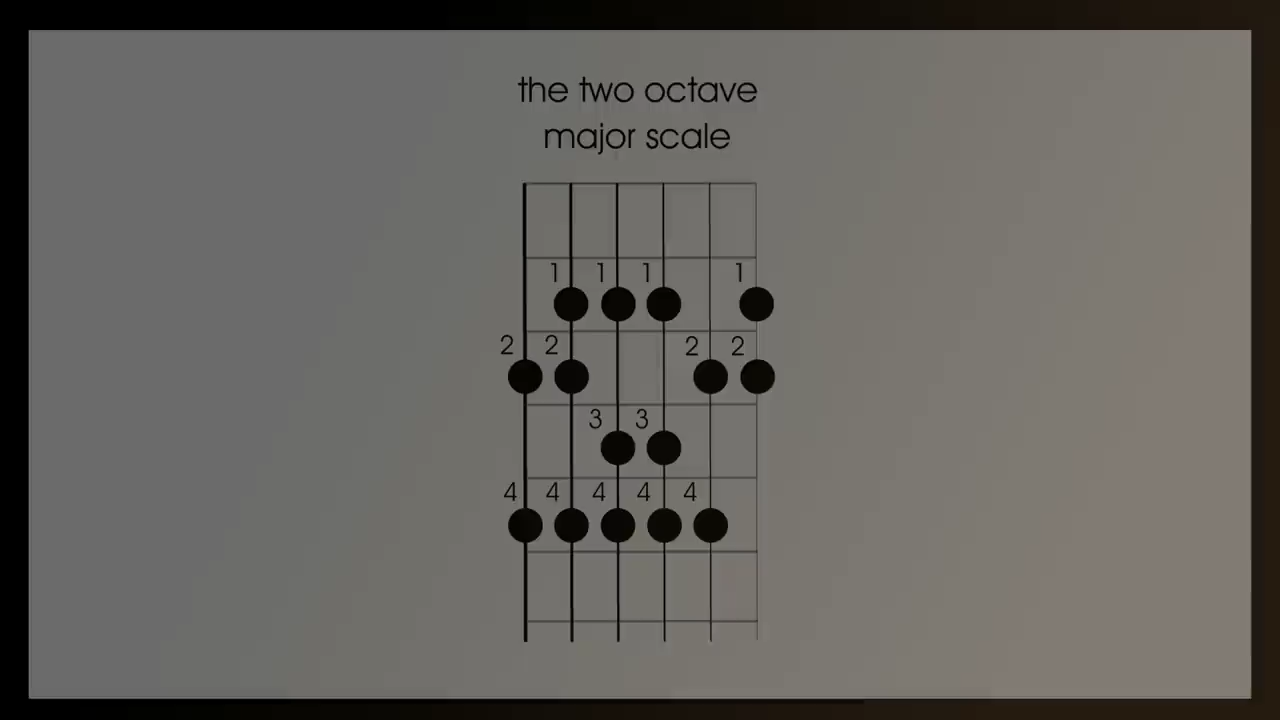 the two octave
major scale
1 1 1 1
2 2 2 2
3 3
4 4 4 4 4